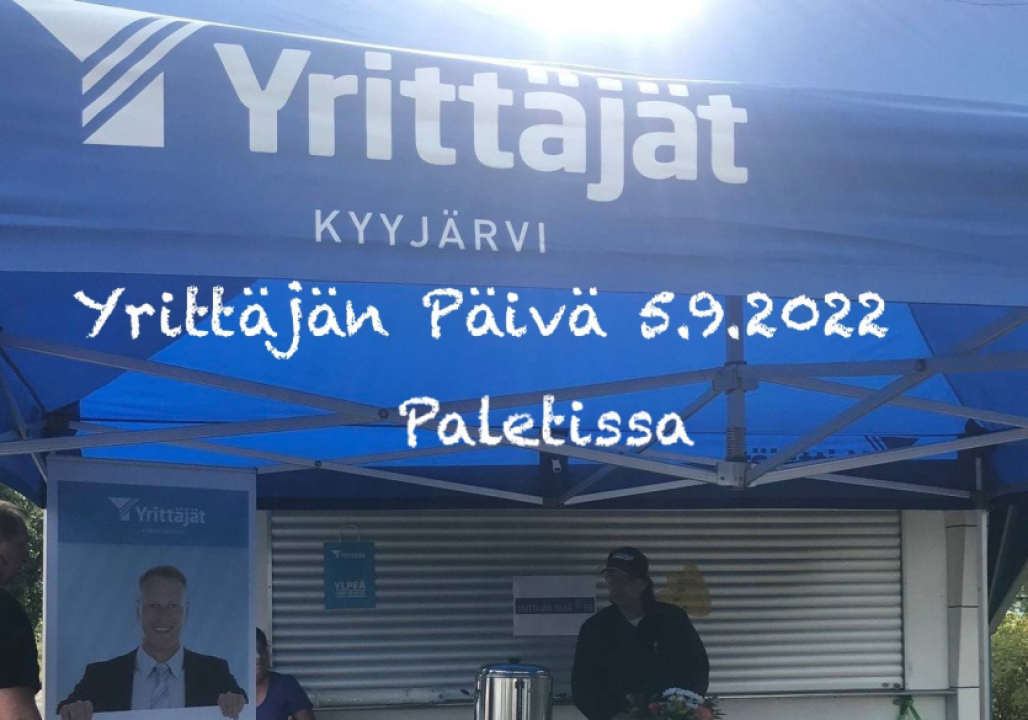 Yrittäjät
KYYJÄRVI
Yrittäjän Päivä 5.9.2022
Paletissa
Yrittäjät
YLPEÄ